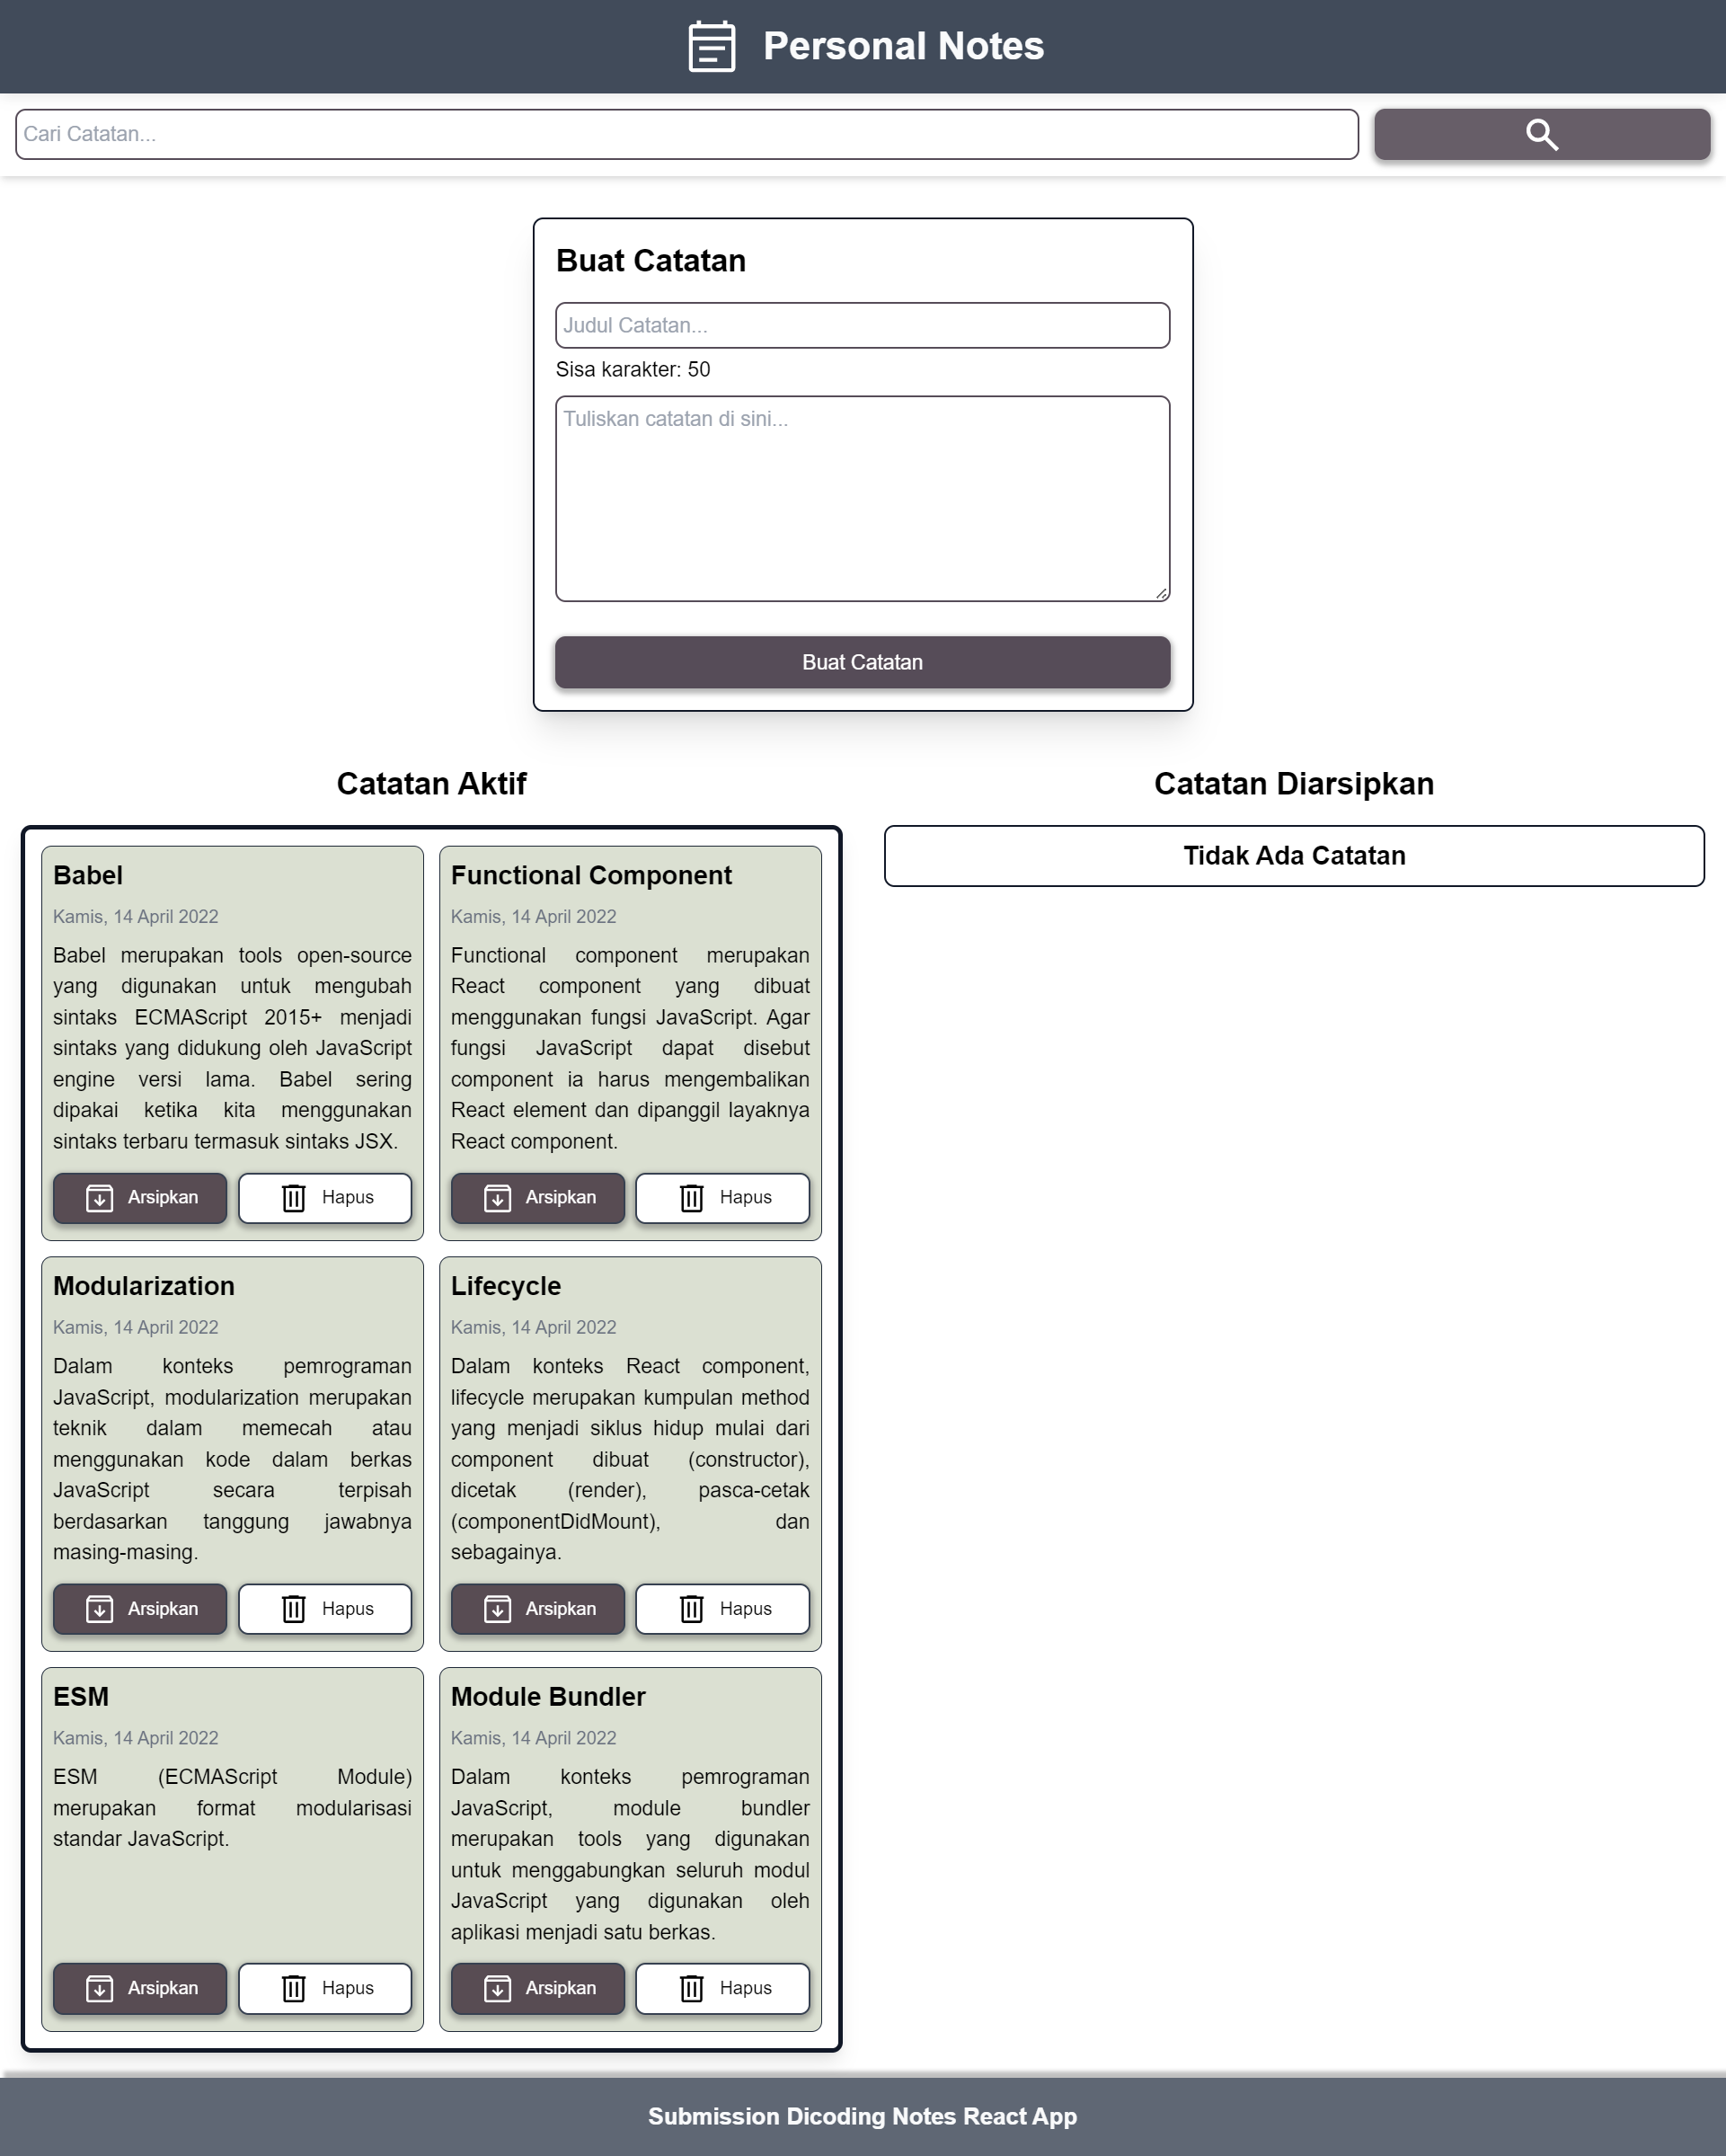 Personal Notes
Cari Catatan...
Buat Catatan
Judul Catatan...
Sisa karakter: 50
Tuliskan catatan di sini...
Buat Catatan
Catatan Aktif
Babel
Kamis, 14 April 2022
Babel merupakan tools open-source
yang digunakan untuk mengubah
sintaks ECMAScript 2015+ menjadi
sintaks yang didukung oleh JavaScript
engine versi lama. Babel sering
dipakai ketika kita menggunakan
sintaks terbaru termasuk sintaks JSX.
Arsipkan
Hapus
Functional Component
Kamis, 14 April 2022
Functional component merupakan
React component yang dibuat
menggunakan fungsi JavaScript. Agar
fungsi JavaScript dapat disebut
component ia harus mengembalikan
React element dan dipanggil layaknya
React component.
Arsipkan
Hapus
Modularization
Kamis, 14 April 2022
Dalam konteks pemrograman
JavaScript, modularization merupakan
teknik dalam memecah atau
menggunakan kode dalam berkas
JavaScript secara terpisah
berdasarkan tanggung jawabnya
masing-masing.
Arsipkan
Hapus
Lifecycle
Kamis, 14 April 2022
Dalam konteks React component,
lifecycle merupakan kumpulan method
yang menjadi siklus hidup mulai dari
component dibuat (constructor),
dicetak (render), pasca-cetak
(componentDidMount), dan
sebagainya.
Arsipkan
Hapus
ESM
Kamis, 14 April 2022
ESM (ECMAScript Module)
merupakan format modularisasi
standar JavaScript.
Arsipkan
Hapus
Module Bundler
Kamis, 14 April 2022
Dalam konteks pemrograman
JavaScript, module bundler
merupakan tools yang digunakan
untuk menggabungkan seluruh modul
JavaScript yang digunakan oleh
aplikasi menjadi satu berkas.
Arsipkan
Hapus
Catatan Diarsipkan
Tidak Ada Catatan
Submission Dicoding Notes React App